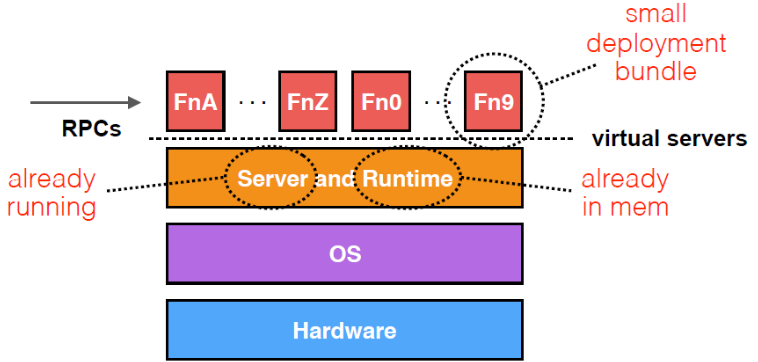 small
deployment
bundle
FnA ... FnZ Fn0 ... Fn9
RPCs
virtual servers
already
running
Server and Runtime
already
in mem
OS
Hardware